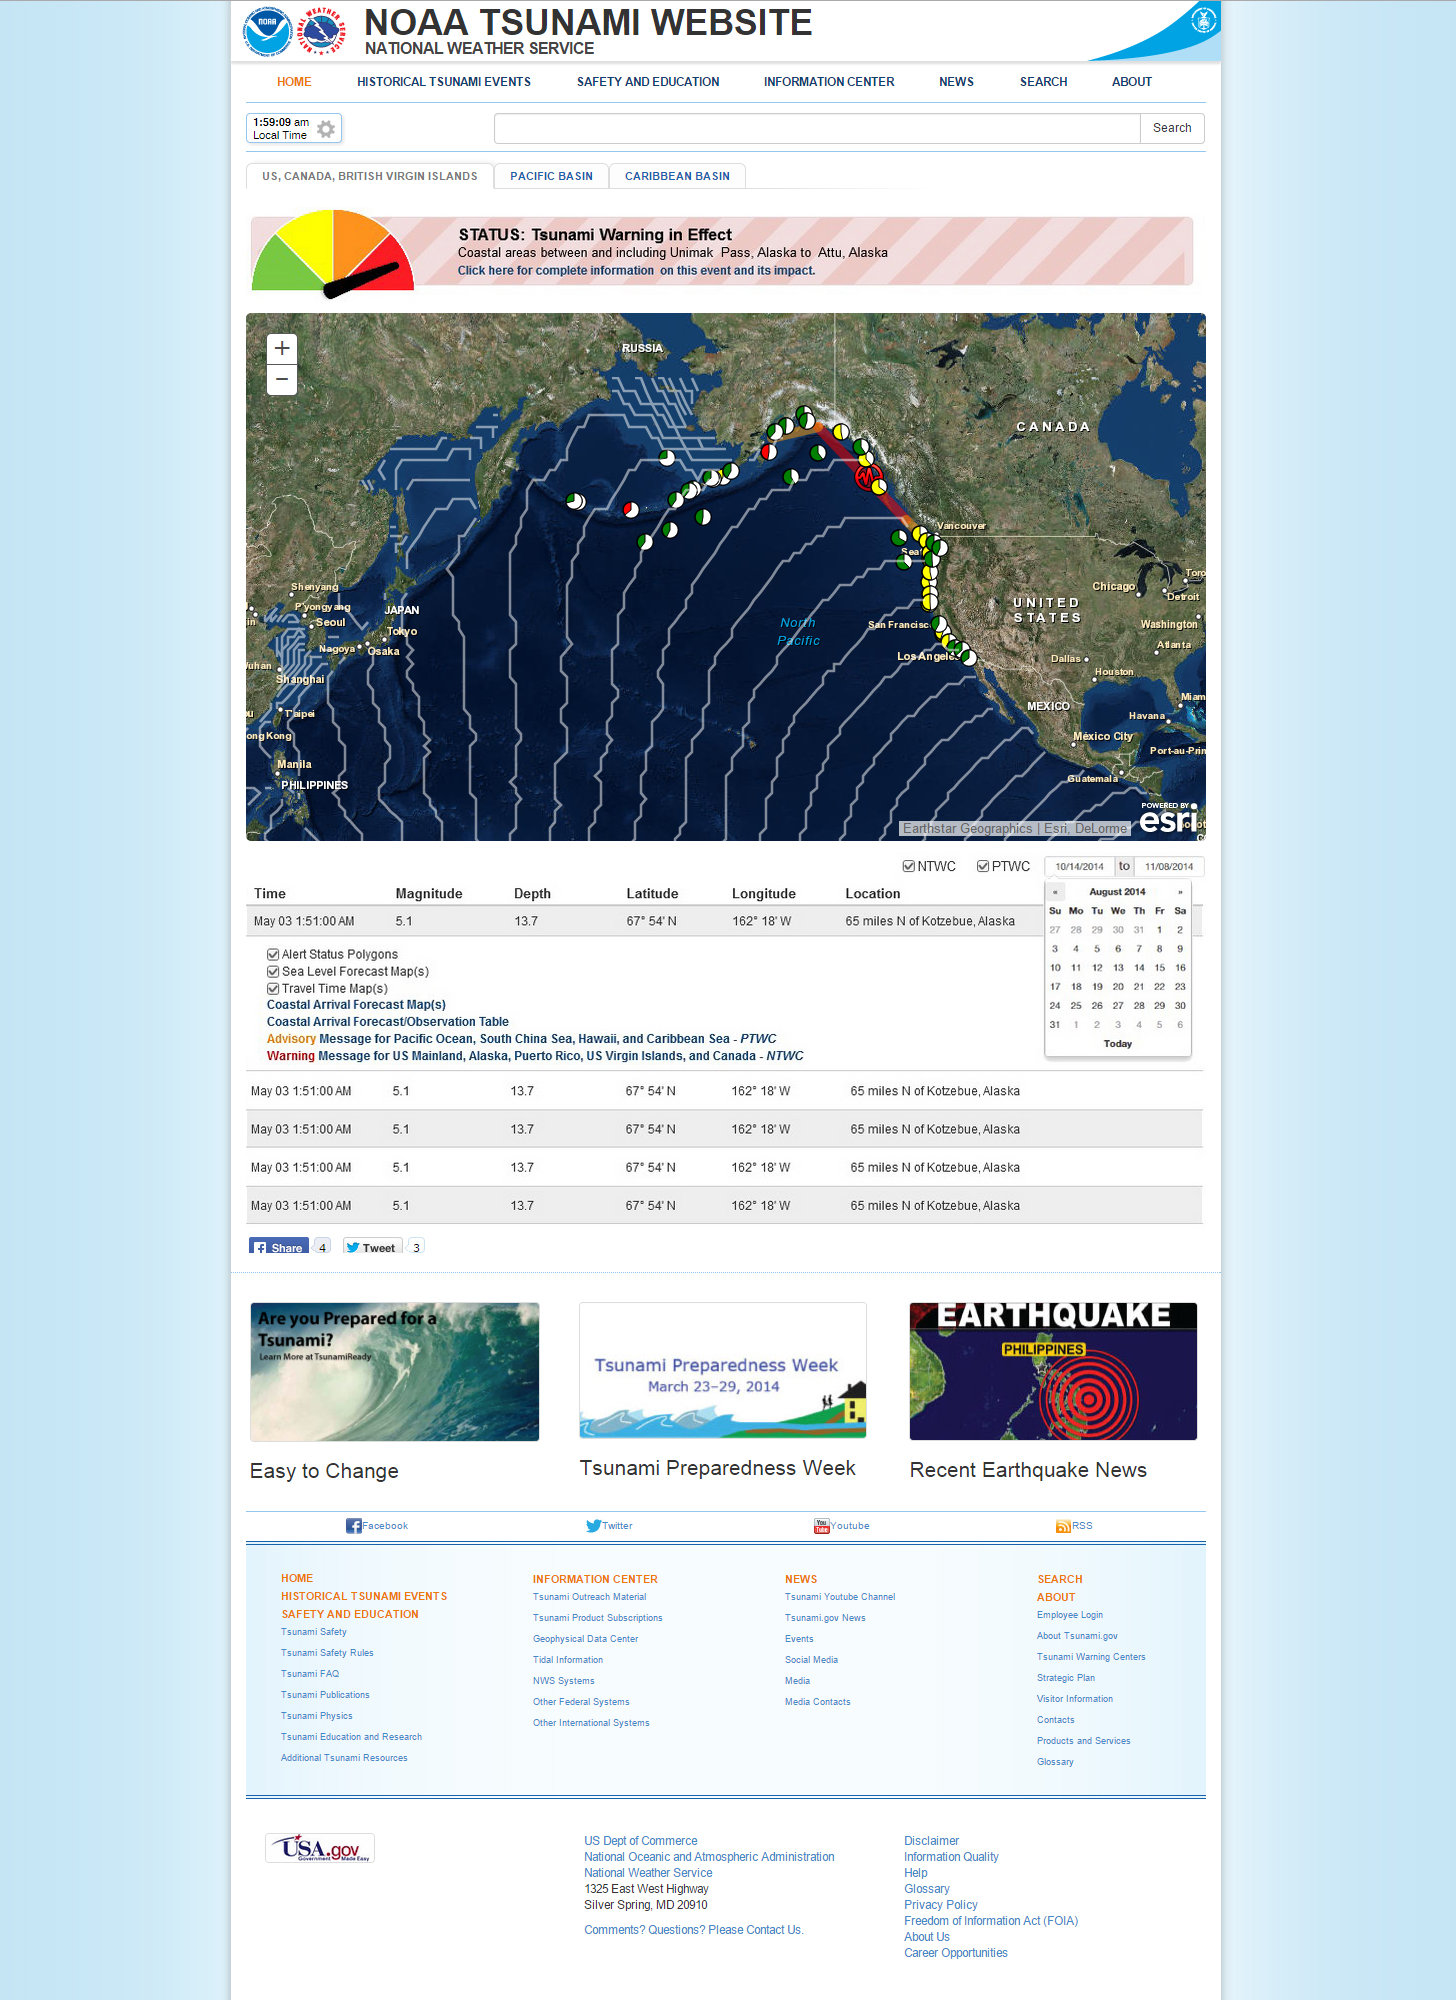 NOAA TSUNAMI WEBSITE
NATIONAL WEATHER SERVICE
HOME HISTORICAL TSUNAMI EVENTS SAFETY AND EDUCATION INFORMATION CENTER NEWS SEARCH ABOUT
1:59:09 am
Local Time
Search
US, CANADA, BRITISH VIRGIN ISLANDS PACIFIC BASIN CARIBBEAN BASIN
STATUS: Tsunami Warning in Effect
Coastal areas between and including Unimak Pass, Alaska to Attu, Alaska
Click here for complete information on this event and its impact.
+
−
RUSSIA
CANADA
Vancouver
Sea
Shenyang
P'yongyang
Seoul
JAPAN
Tokyo
Nagoya
Osaka
Shanghai
T'aipei
ong Kong
Manila
PHILIPPINES
North
Pacific
San Francisc
Los Angeles
UNITED
STATES
Chicago
Toro
Detroit
Washington
Atlanta
Dallas
Houston
Miam
MEXICO
Havana
México City
Port-au-Prin
Guatemala
POWERED BY
esri
Earthstar Geographics | Esri, DeLorme
NTWC PTWC 10/14/2014 to 11/08/2014
Time Magnitude Depth Latitude Longitude Location
May 03 1:51:00 AM 5.1 13.7 67° 54' N 162° 18' W 65 miles N of Kotzebue, Alaska
« August 2014 »
Su Mo Tu We Th Fr Sa
27 28 29 30 31 1 2
3 4 5 6 7 8 9
10 11 12 13 14 15 16
17 18 19 20 21 22 23
24 25 26 27 28 29 30
31 1 2 3 4 5 6
Today
Alert Status Polygons
Sea Level Forecast Map(s)
Travel Time Map(s)
Coastal Arrival Forecast Map(s)
Coastal Arrival Forecast/Observation Table
Advisory Message for Pacific Ocean, South China Sea, Hawaii, and Caribbean Sea - PTWC
Warning Message for US Mainland, Alaska, Puerto Rico, US Virgin Islands, and Canada - NTWC
May 03 1:51:00 AM 5.1 13.7 67° 54' N 162° 18' W 65 miles N of Kotzebue, Alaska
May 03 1:51:00 AM 5.1 13.7 67° 54' N 162° 18' W 65 miles N of Kotzebue, Alaska
May 03 1:51:00 AM 5.1 13.7 67° 54' N 162° 18' W 65 miles N of Kotzebue, Alaska
May 03 1:51:00 AM 5.1 13.7 67° 54' N 162° 18' W 65 miles N of Kotzebue, Alaska
Share 4 Tweet 3
Are you Prepared for a
Tsunami?
Learn More at TsunamiReady
Easy to Change
Tsunami Preparedness Week
March 23–29, 2014
Tsunami Preparedness Week
EARTHQUAKE
PHILIPPINES
Recent Earthquake News
Facebook Twitter Youtube RSS
HOME
HISTORICAL TSUNAMI EVENTS
SAFETY AND EDUCATION
Tsunami Safety
Tsunami Safety Rules
Tsunami FAQ
Tsunami Publications
Tsunami Physics
Tsunami Education and Research
Additional Tsunami Resources
INFORMATION CENTER
Tsunami Outreach Material
Tsunami Product Subscriptions
Geophysical Data Center
Tidal Information
NWS Systems
Other Federal Systems
Other International Systems
NEWS
Tsunami Youtube Channel
Tsunami.gov News
Events
Social Media
Media
Media Contacts
SEARCH
ABOUT
Employee Login
About Tsunami.gov
Tsunami Warning Centers
Strategic Plan
Visitor Information
Contacts
Products and Services
Glossary
USA.gov
Government Made Easy
US Dept of Commerce
National Oceanic and Atmospheric Administration
National Weather Service
1325 East West Highway
Silver Spring, MD 20910
Comments? Questions? Please Contact Us.
Disclaimer
Information Quality
Help
Glossary
Privacy Policy
Freedom of Information Act (FOIA)
About Us
Career Opportunities